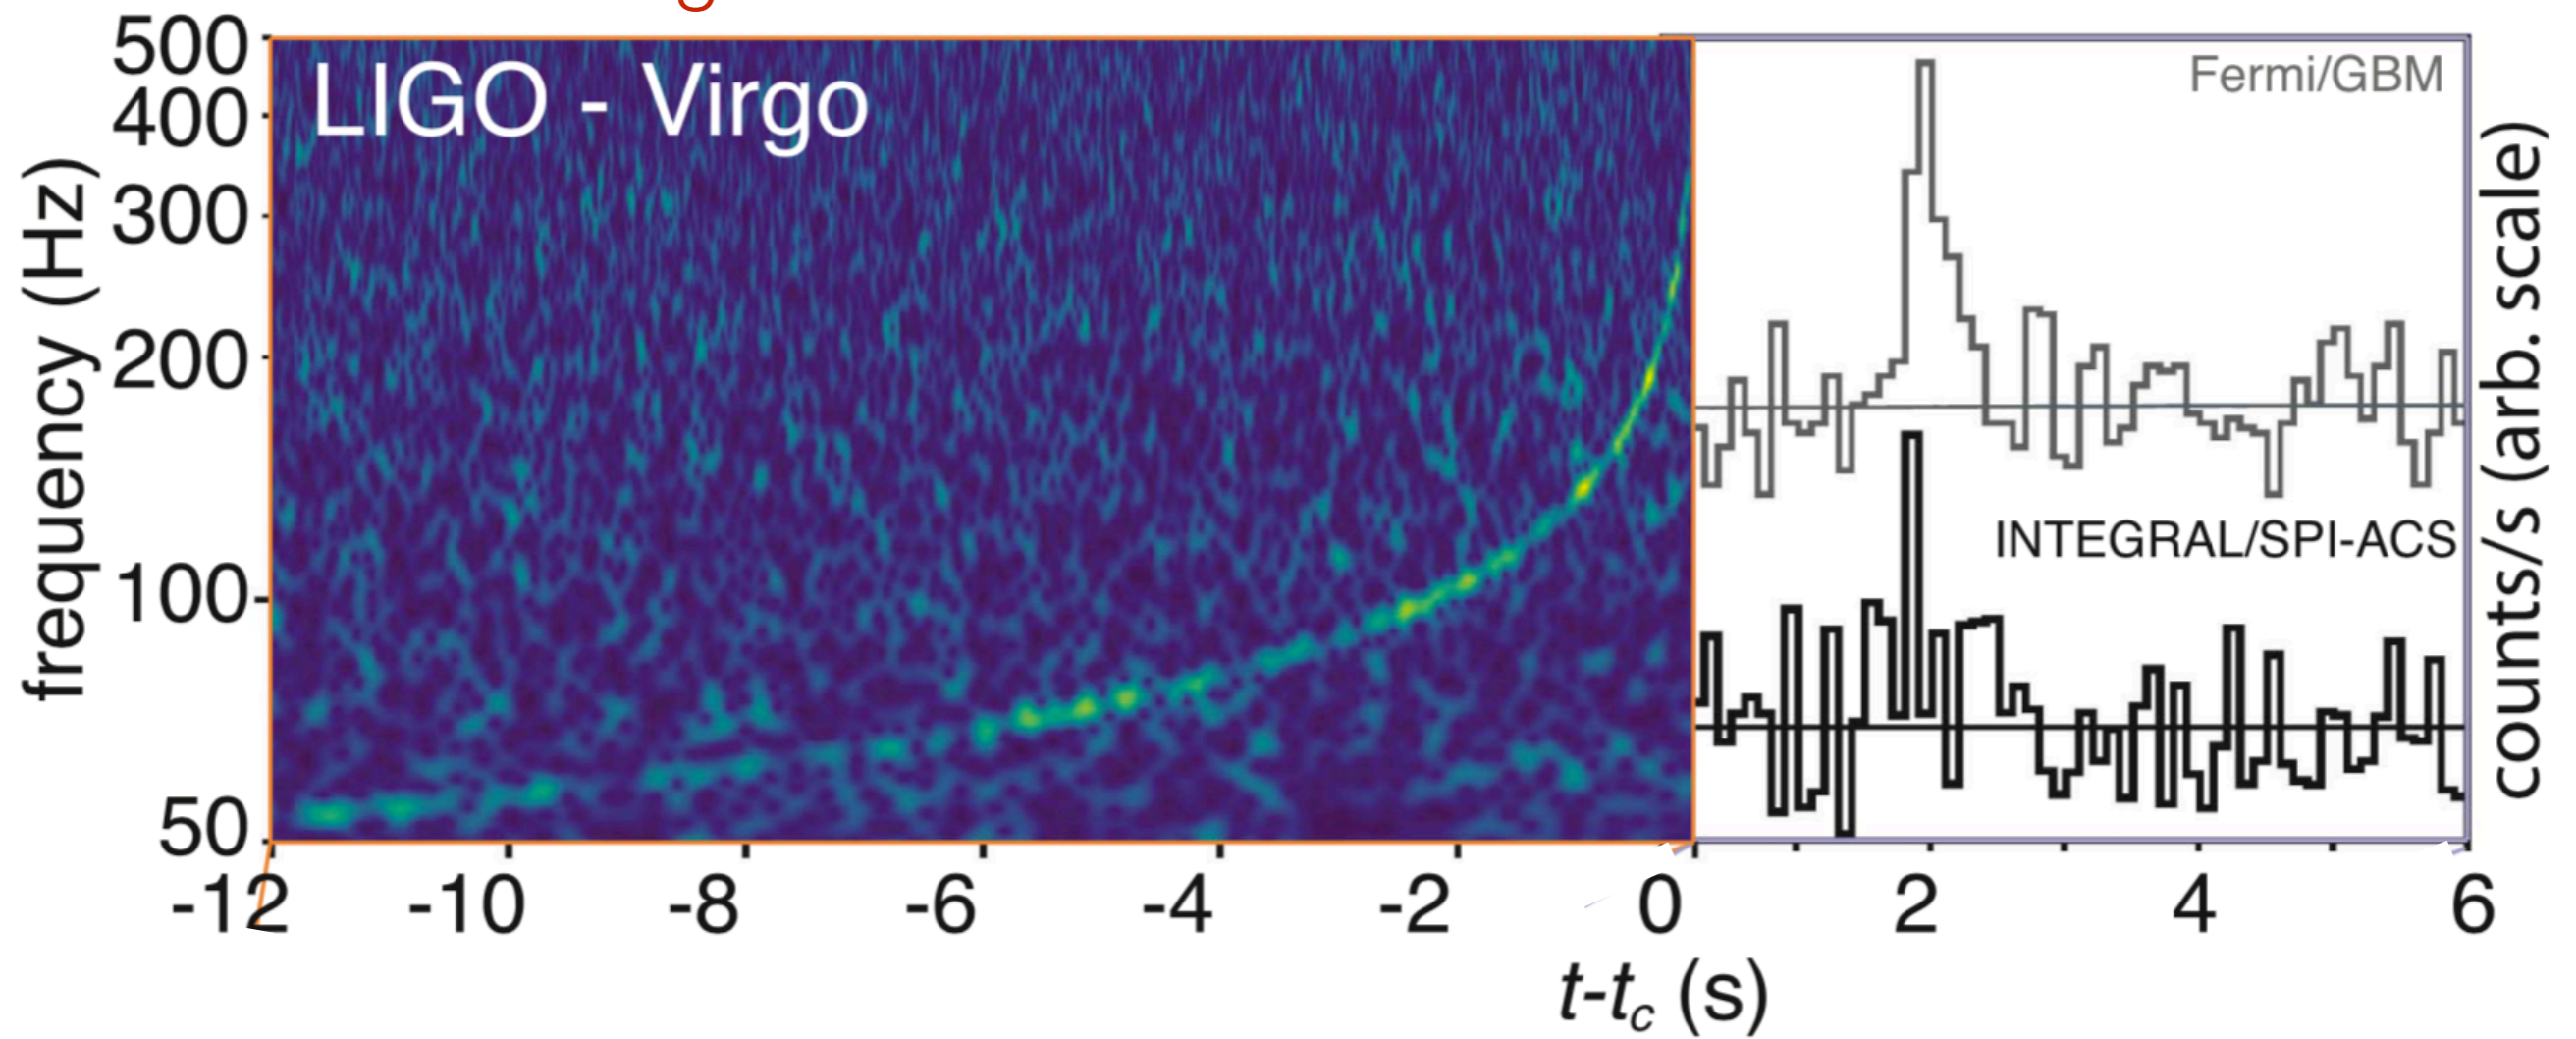 LIGO - Virgo
Fermi/GBM
INTEGRAL/SPI-ACS
frequency (Hz)
500
400
300
200
100
50
-12 -10 -8 -6 -4 -2 0 2 4 6
t-tc (s)
counts/s (arb. scale)